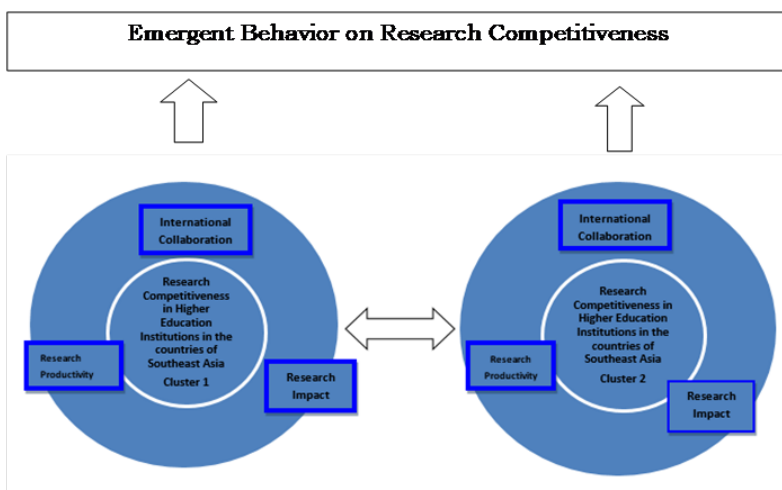 Emergent Behavior on Research Competitiveness
International
Collaboration
Research
Competitiveness
in Higher
Education
Institutions in the
countries of
Southeast Asia
Cluster 1
Research
Productivity
Research
Impact
International
Collaboration
Research
Competitiveness in
Higher Education
Institutions in the
countries of
Southeast Asia
Cluster 2
Research
Productivity
Research
Impact